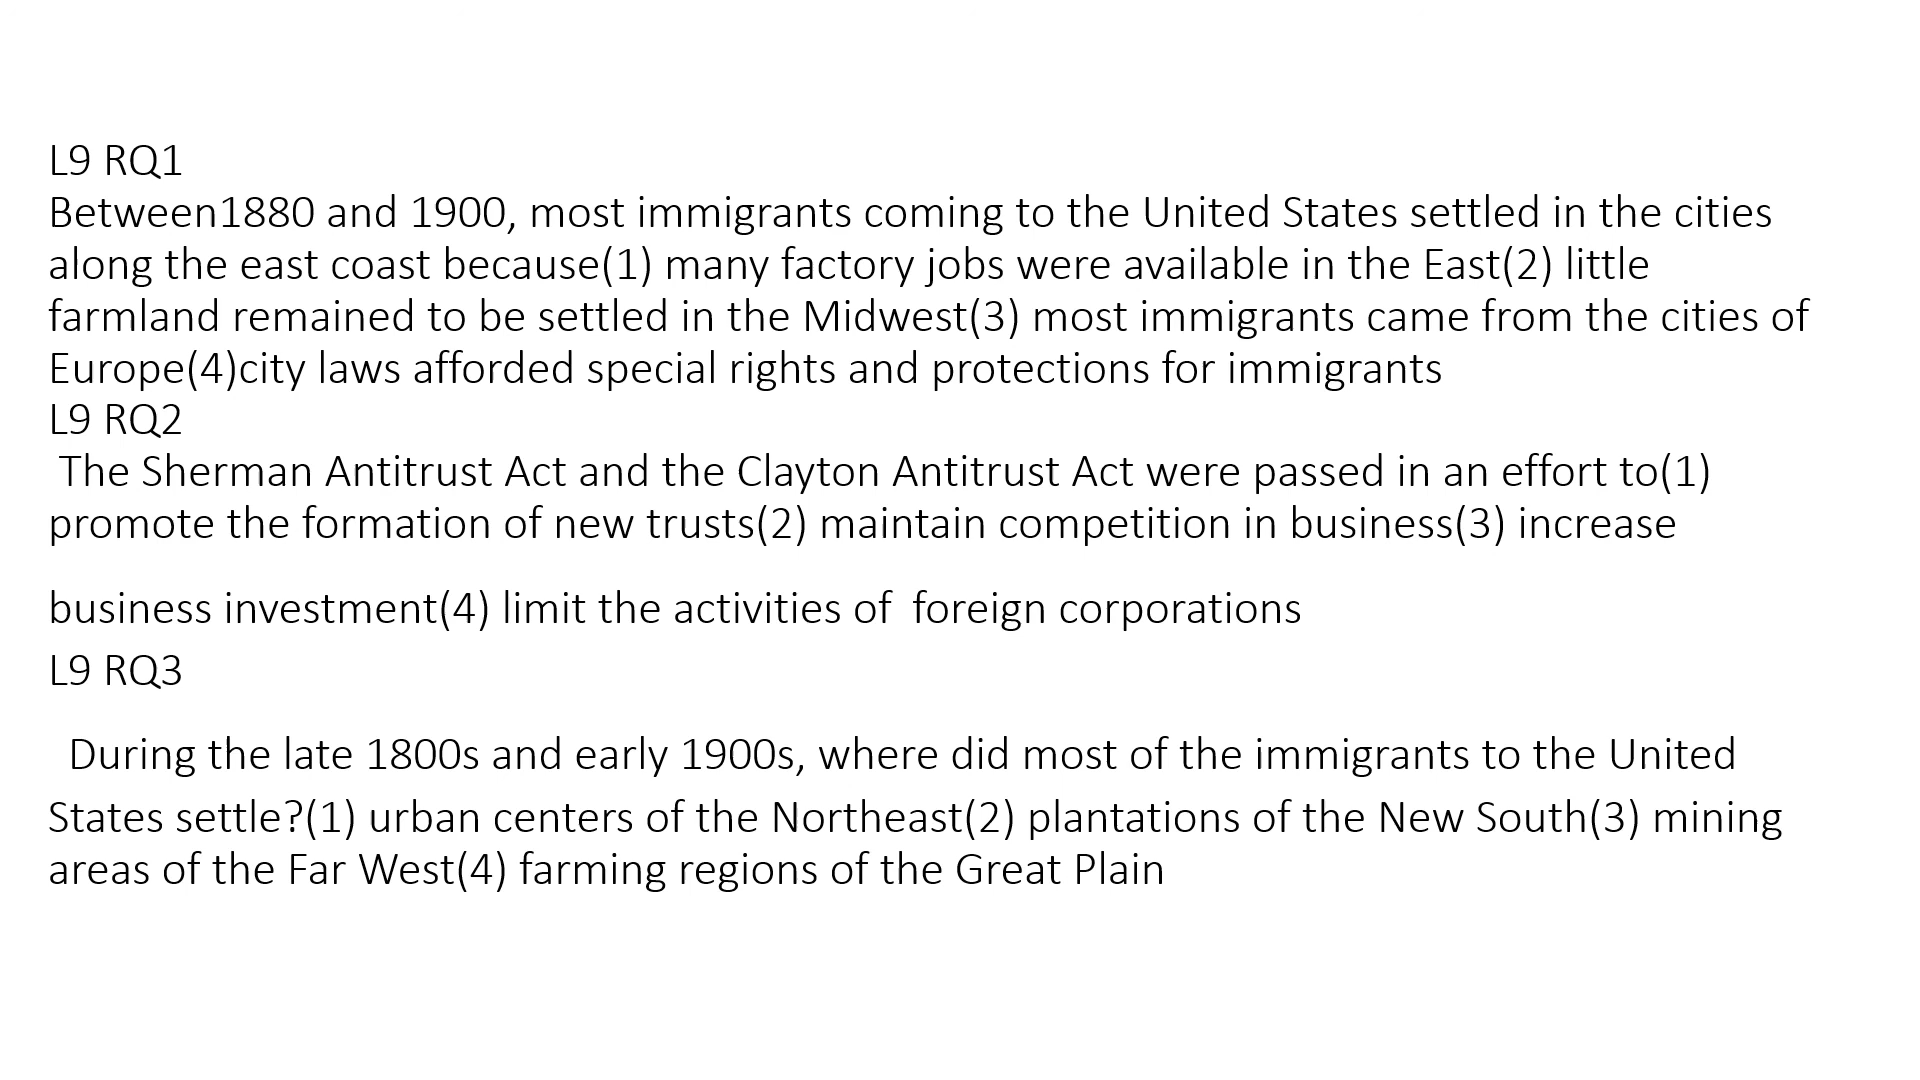 L9 RQ1
Between1880 and 1900, most immigrants coming to the United States settled in the cities
along the east coast because(1) many factory jobs were available in the East(2) little
farmland remained to be settled in the Midwest(3) most immigrants came from the cities of
Europe(4)city laws afforded special rights and protections for immigrants
L9 RQ2
The Sherman Antitrust Act and the Clayton Antitrust Act were passed in an effort to(1)
promote the formation of new trusts(2) maintain competition in business(3) increase
business investment(4) limit the activities of  foreign corporations
L9 RQ3
During the late 1800s and early 1900s, where did most of the immigrants to the United
States settle?(1) urban centers of the Northeast(2) plantations of the New South(3) mining
areas of the Far West(4) farming regions of the Great Plain